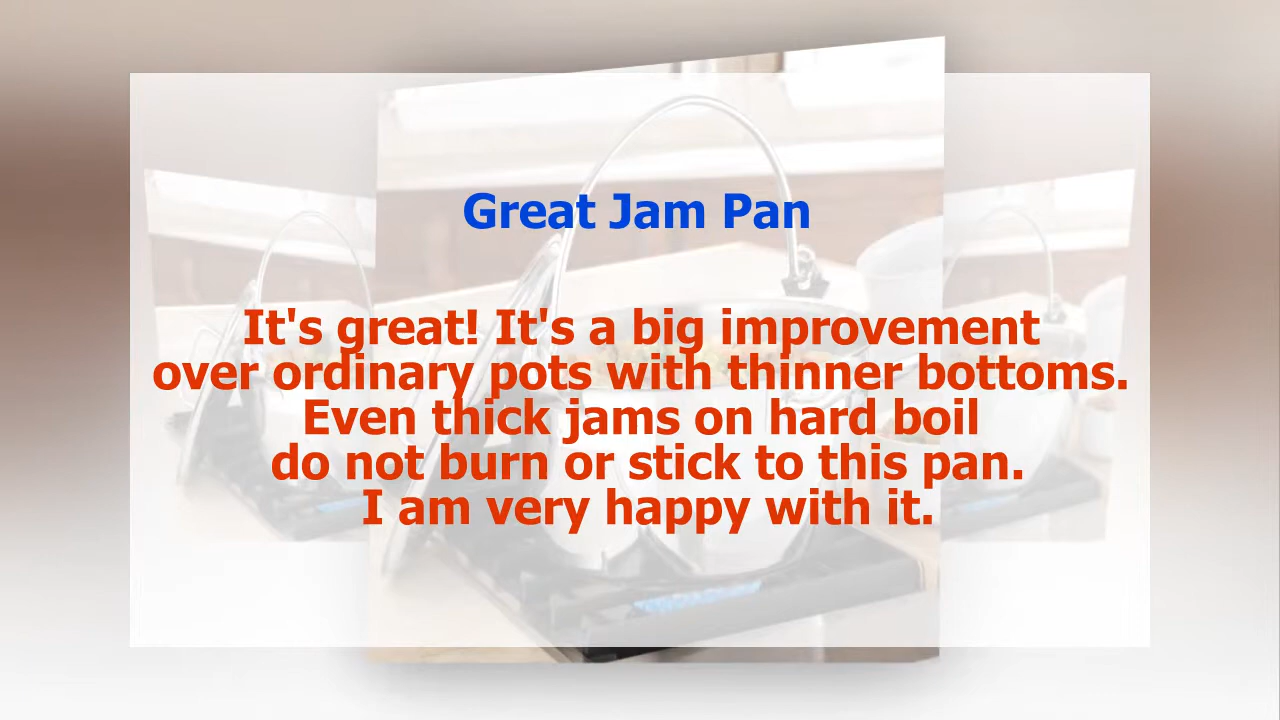 Great Jam Pan
It's great! It's a big improvement
over ordinary pots with thinner bottoms.
Even thick jams on hard boil
do not burn or stick to this pan.
I am very happy with it.